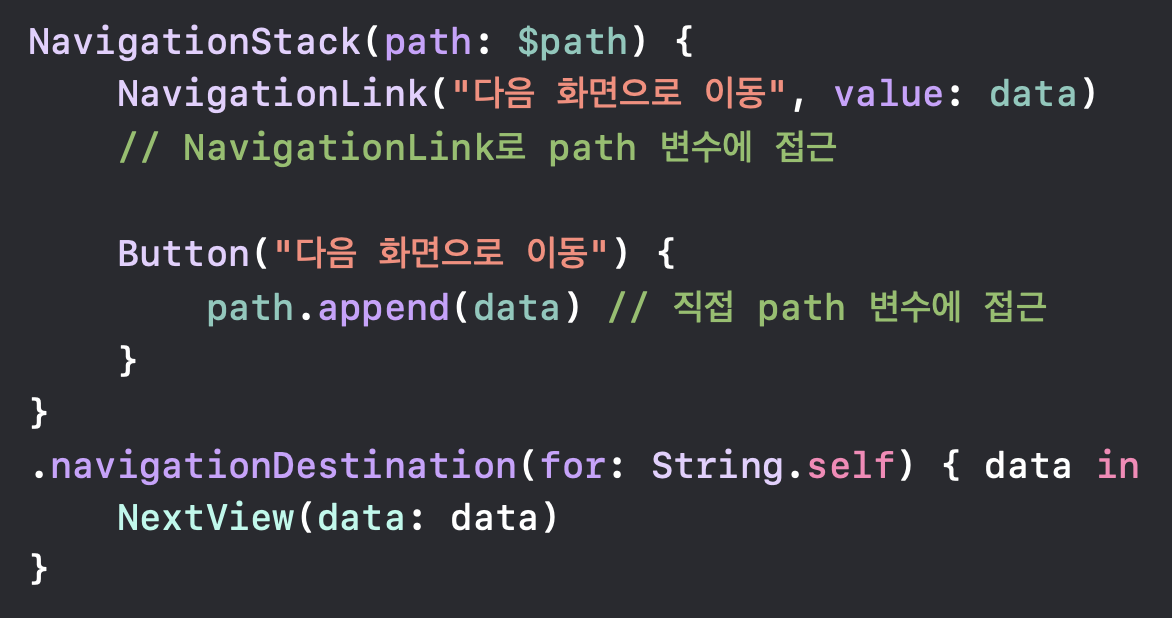 NavigationStack(path: $path) {
    NavigationLink("다음 화면으로 이동", value: data)
    // NavigationLink로 path 변수에 접근

    Button("다음 화면으로 이동") {
        path.append(data) // 직접 path 변수에 접근
    }
}
.navigationDestination(for: String.self) { data in
    NextView(data: data)
}